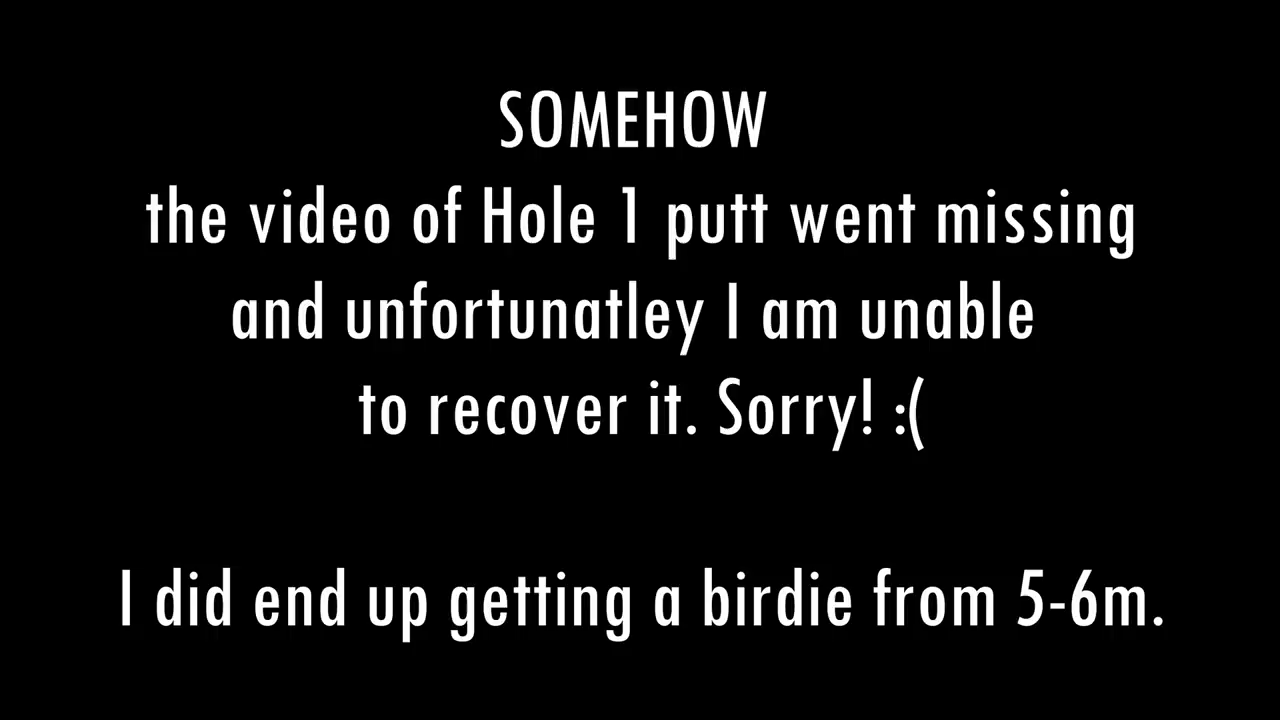 SOMEHOW
the video of Hole 1 putt went missing
and unfortunatley I am unable
to recover it. Sorry! :(
I did end up getting a birdie from 5-6m.